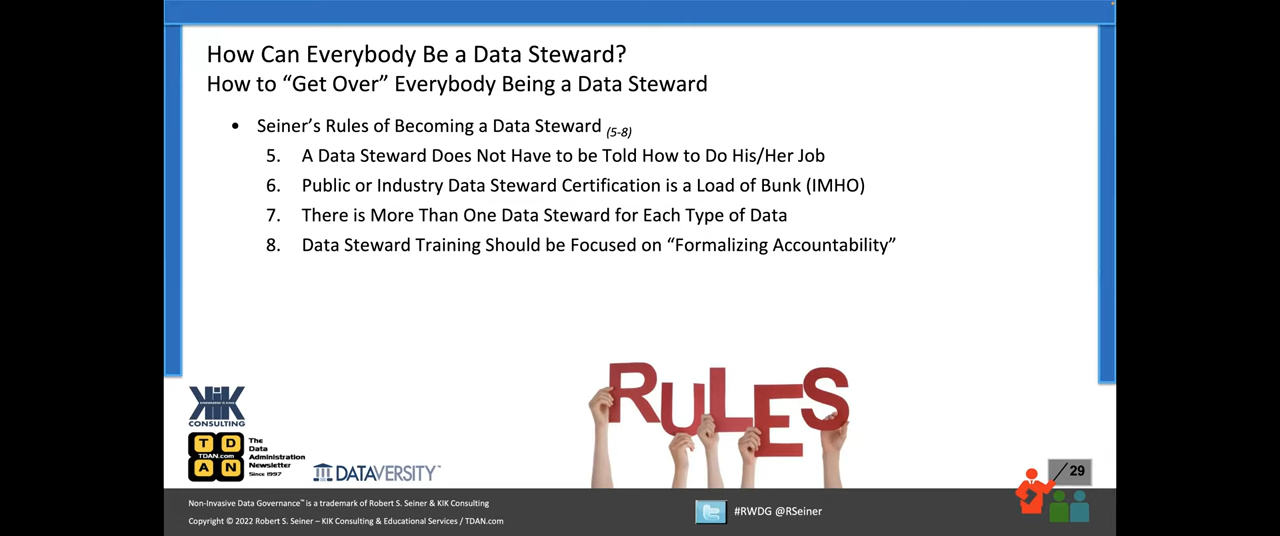 How Can Everybody Be a Data Steward?
How to “Get Over” Everybody Being a Data Steward
• Seiner’s Rules of Becoming a Data Steward (5-8)
5. A Data Steward Does Not Have to be Told How to Do His/Her Job
6. Public or Industry Data Steward Certification is a Load of Bunk (IMHO)
7. There is More Than One Data Steward for Each Type of Data
8. Data Steward Training Should be Focused on “Formalizing Accountability”
RULES
KIK
CONSULTING
TD
TDAN.com
AN
The
Data
Administration
Newsletter
Since 1997
DATAVERSITY™
/ 29
Non-Invasive Data Governance™ is a trademark of Robert S. Seiner & KIK Consulting
Copyright © 2022 Robert S. Seiner – KIK Consulting & Educational Services / TDAN.com
#RWDG @RSeiner